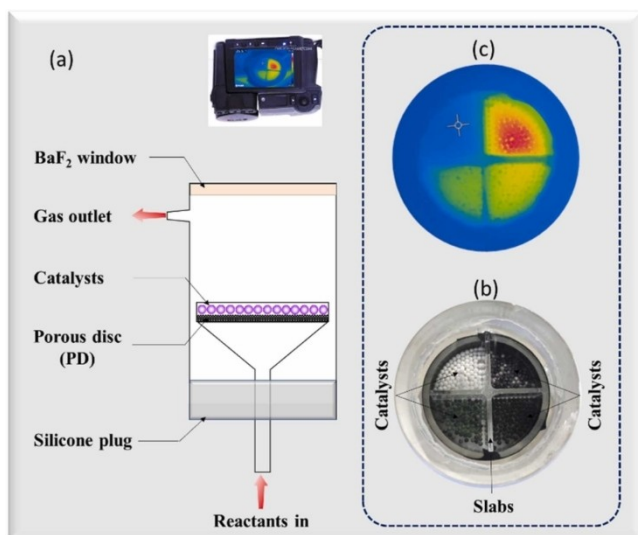 (a)
BaF₂ window
Gas outlet
Catalysts
Porous disc
(PD)
Silicone plug
Reactants in
(c)
(b)
Catalysts
Catalysts
Slabs